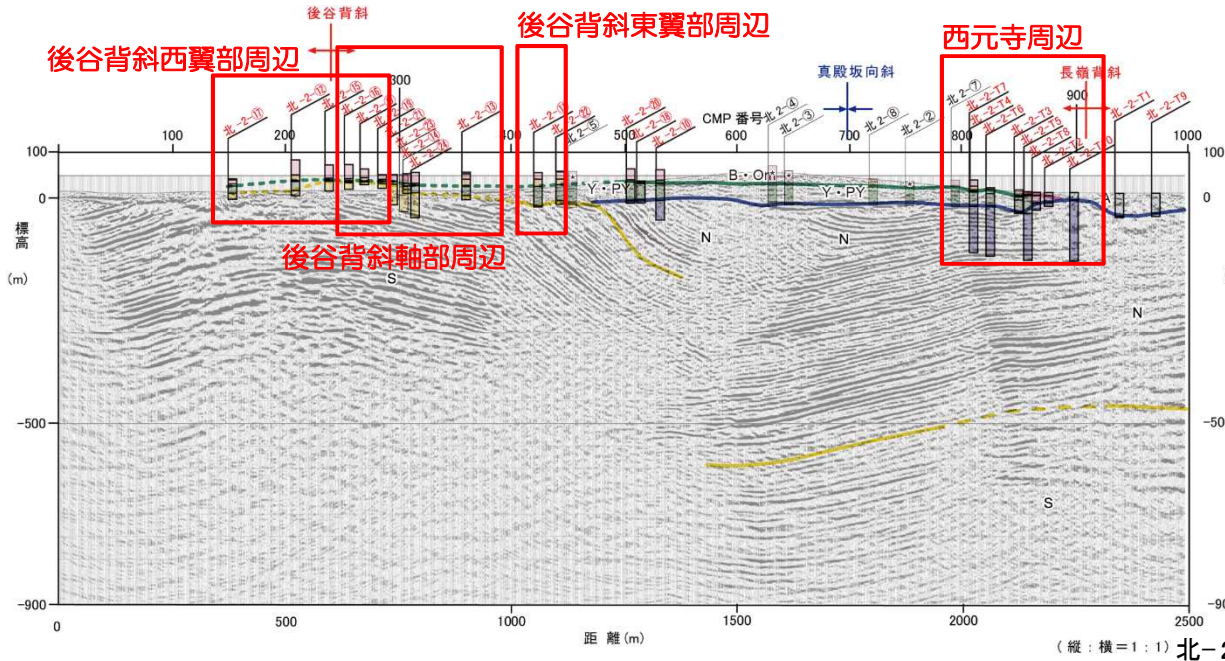 後谷背斜
後谷背斜西翼部周辺
後谷背斜東翼部周辺
西元寺周辺
真殿坂向斜
長嶺背斜
300
900
北-2-⑰
北-2-⑮
北-2-⑯
北-2-⑬
北2-⑤
北-2-⑳
北-2-⑱
北-2-⑩
CMP 番号
北2-④
北2-③
北2-⑧
北2-②
北2-⑦
北-2-T7
北-2-T4
北-2-T6
北-2-T3
北-2-T5
北-2-T8
北-2-T2
北-2-T10
北-2-T1
北-2-T9
100 200 400 500 600 700 800 1000
100
0
標高
(m)
-500
-900
100
0
B・On*
Y・PY
Y・PY
A
N
N
N
S
S
後谷背斜軸部周辺
0 500 1000 1500 2000 2500
距離(m)
(縦:横=1:1)
北-2